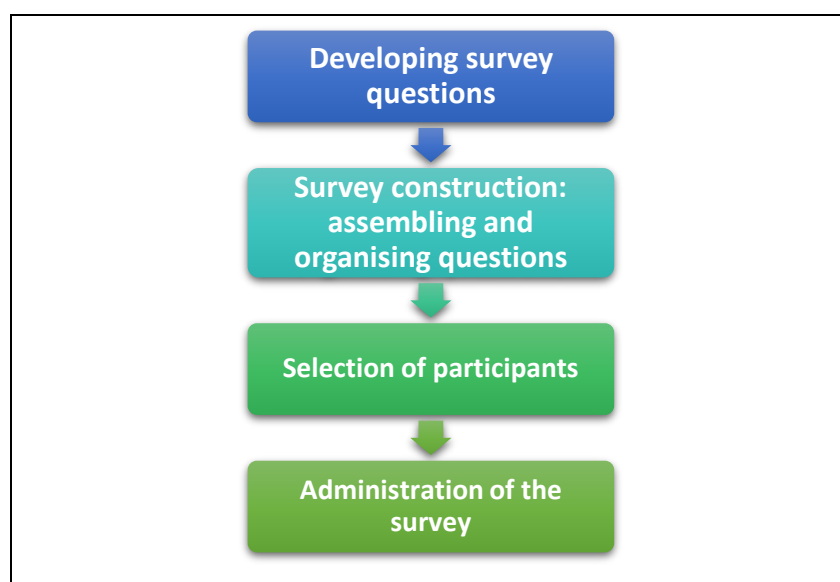 Developing survey
questions
Survey construction:
assembling and
organising questions
Selection of participants
Administration of the
survey